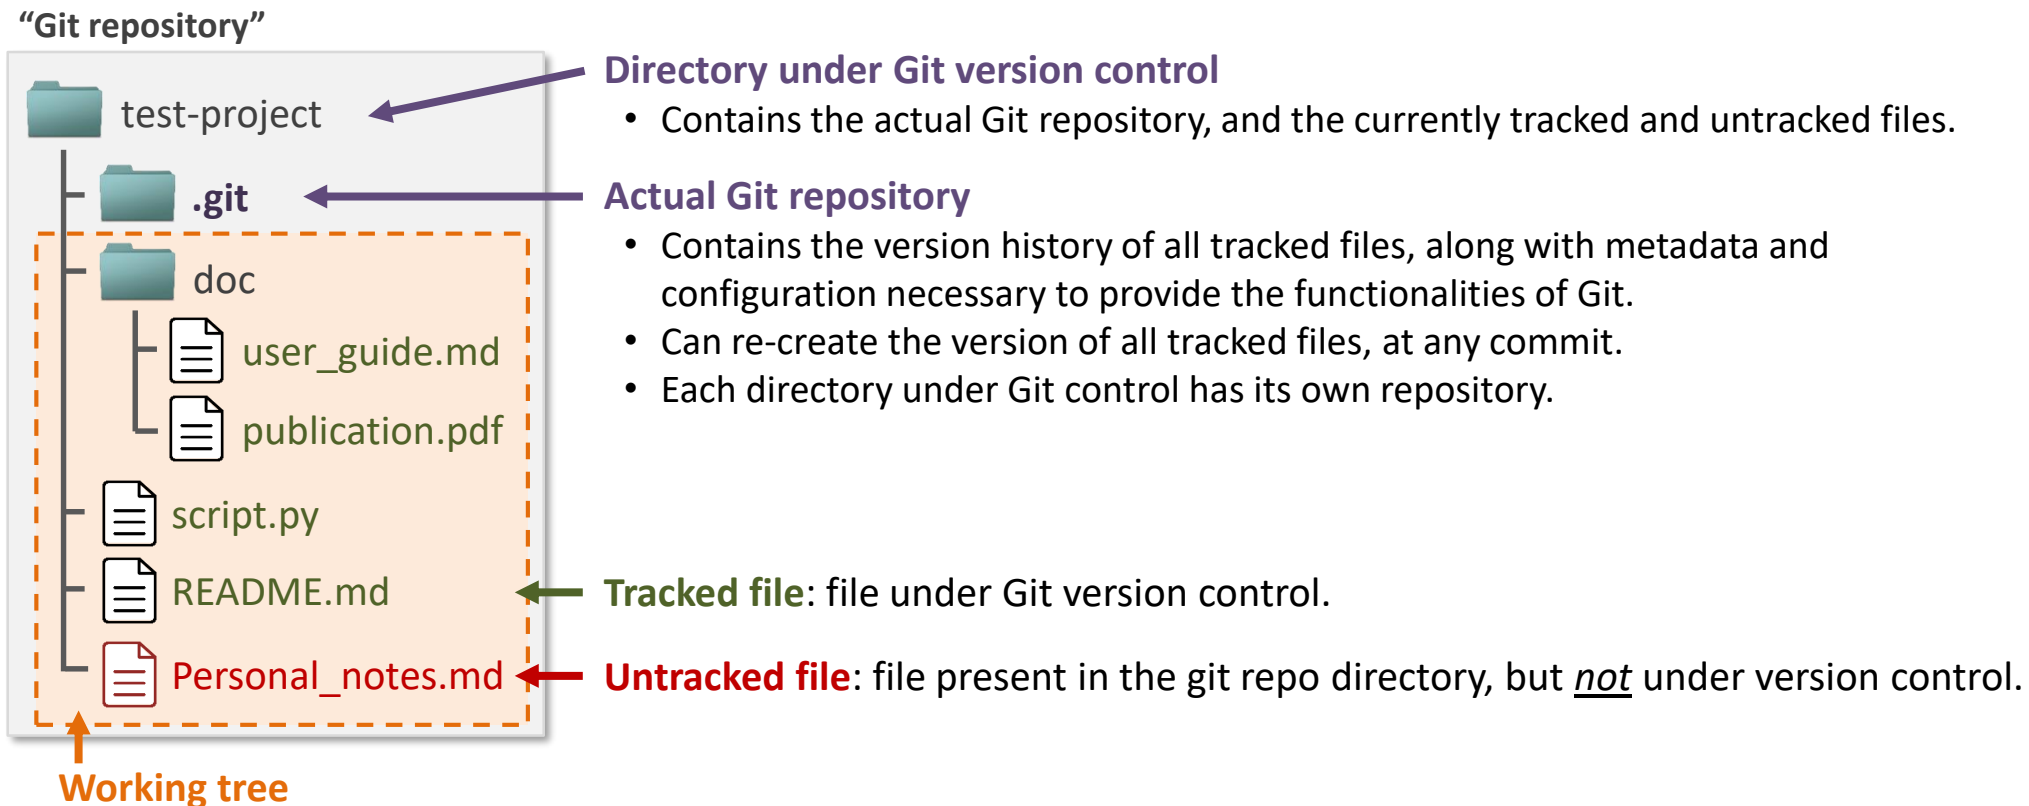 “Git repository”
test-project
.git
doc
user_guide.md
publication.pdf
script.py
README.md
Personal_notes.md
Working tree
Directory under Git version control
• Contains the actual Git repository, and the currently tracked and untracked files.
Actual Git repository
• Contains the version history of all tracked files, along with metadata and
configuration necessary to provide the functionalities of Git.
• Can re-create the version of all tracked files, at any commit.
• Each directory under Git control has its own repository.
Tracked file: file under Git version control.
Untracked file: file present in the git repo directory, but not under version control.